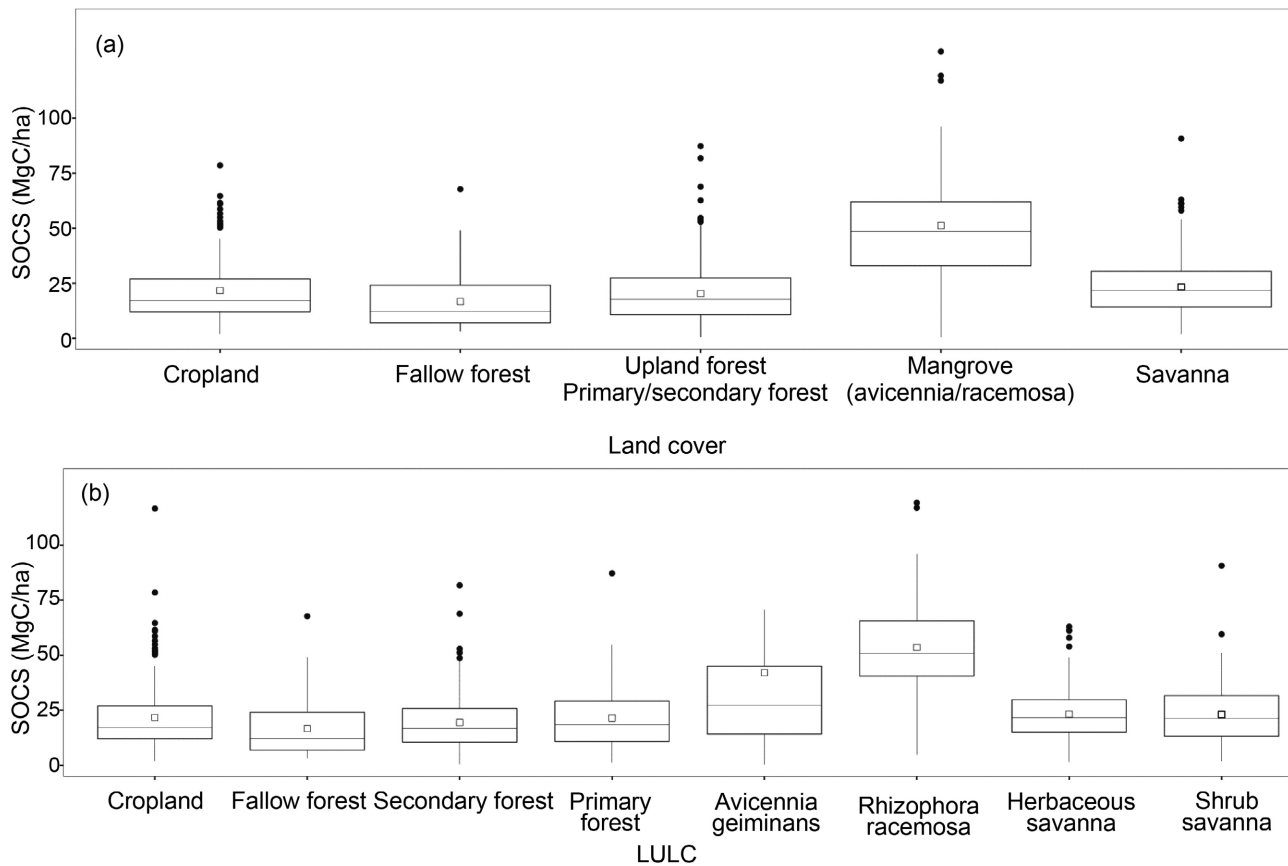 (a)
SOCS (MgC/ha)
100
75
50
25
0
Cropland
Fallow forest
Upland forest
Primary/secondary forest
Mangrove
(avicennia/racemosa)
Savanna
Land cover
(b)
SOCS (MgC/ha)
100
75
50
25
0
Cropland
Fallow forest
Secondary forest
Primary
forest
Avicennia
geiminans
Rhizophora
racemosa
Herbaceous
savanna
Shrub
savanna
LULC